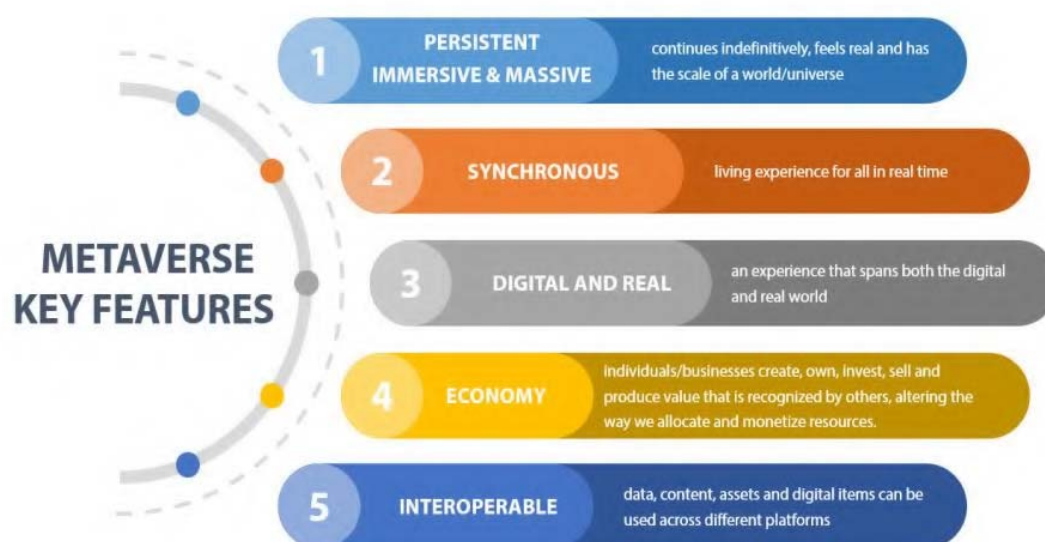 METAVERSE
KEY FEATURES
1
PERSISTENT
IMMERSIVE & MASSIVE
continues indefinitively, feels real and has
the scale of a world/universe
2
SYNCHRONOUS
living experience for all in real time
3
DIGITAL AND REAL
an experience that spans both the digital
and real world
4
ECONOMY
individuals/businesses create, own, invest, sell and
produce value that is recognized by others, altering the
way we allocate and monetize resources.
5
INTEROPERABLE
data, content, assets and digital items can be
used across different platforms